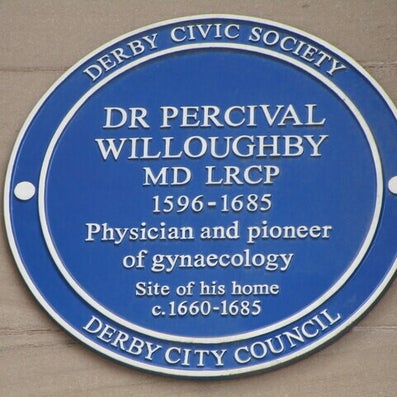 DERBY CIVIC SOCIETY
DR PERCIVAL
WILLOUGHBY
MD LRCP
1596-1685
Physician and pioneer
of gynaecology
Site of his home
c.1660-1685
DERBY CITY COUNCIL